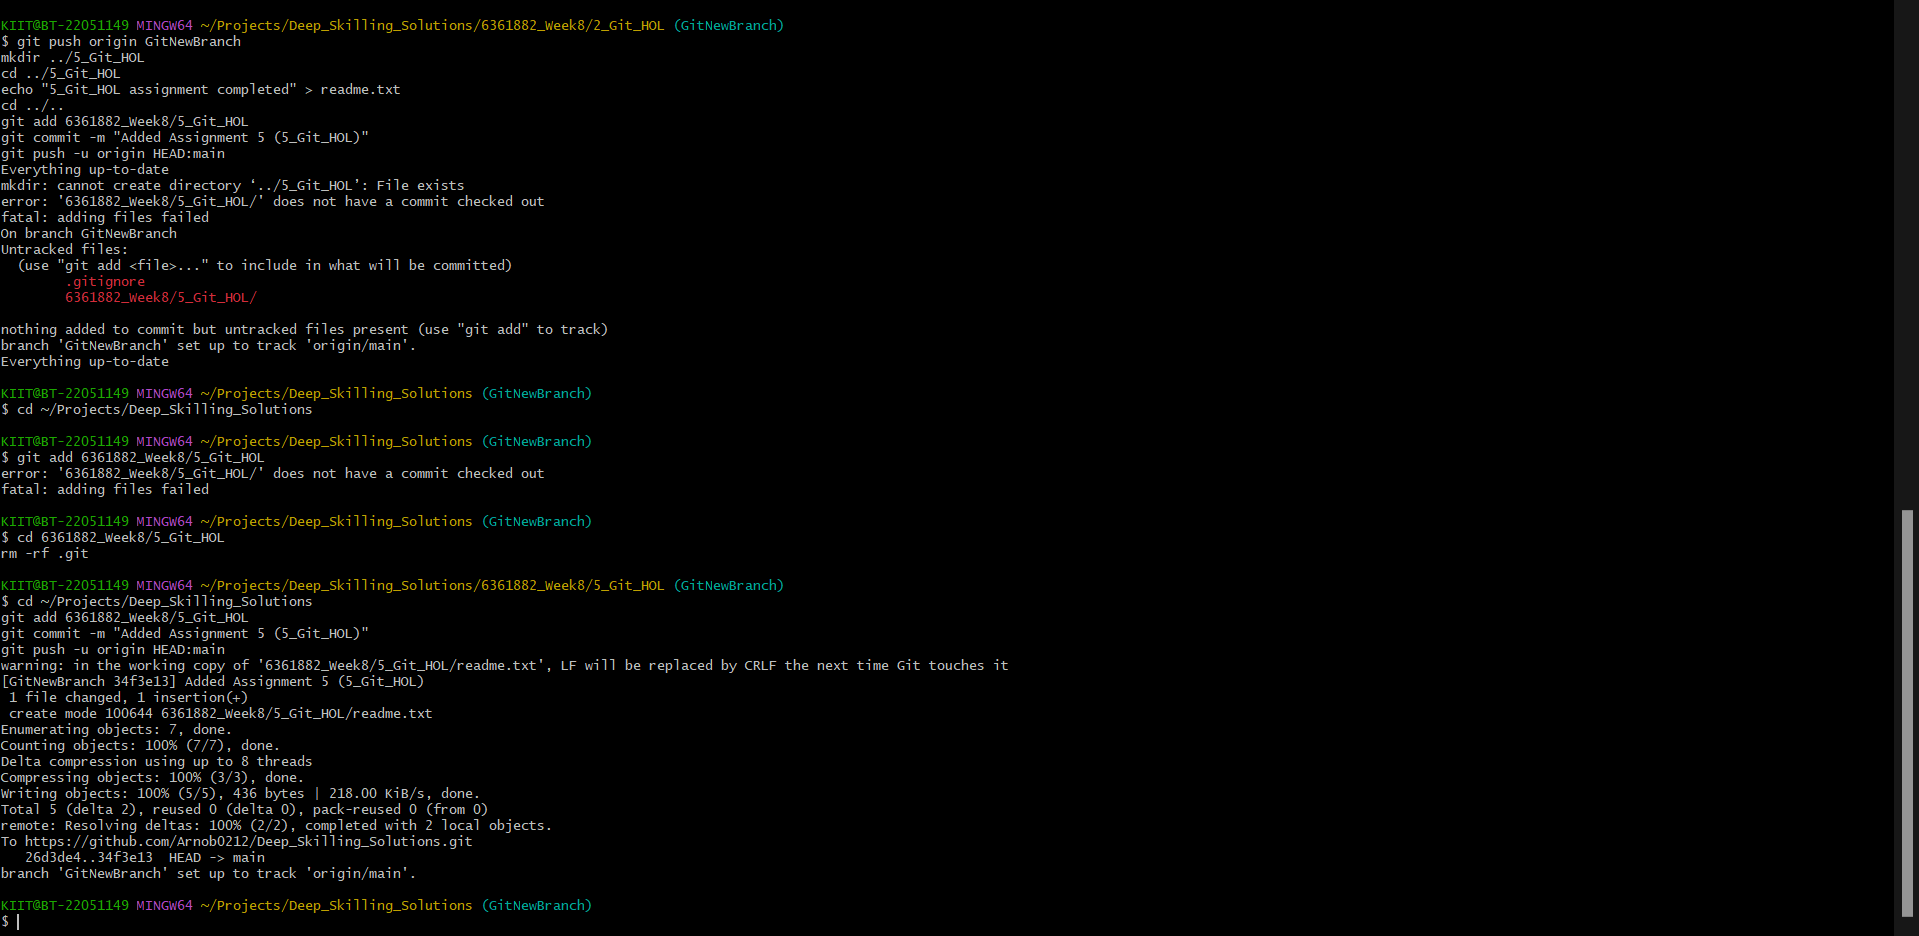 KIIT@BT-22051149 MINGW64 ~/Projects/Deep_Skilling_Solutions/6361882_Week8/2_Git_HOL (GitNewBranch)
$ git push origin GitNewBranch
mkdir ../5_Git_HOL
cd ../5_Git_HOL
echo "5_Git_HOL assignment completed" > readme.txt
cd ../..
git add 6361882_Week8/5_Git_HOL
git commit -m "Added Assignment 5 (5_Git_HOL)"
git push -u origin HEAD:main
Everything up-to-date
mkdir: cannot create directory ‘../5_Git_HOL’: File exists
error: '6361882_Week8/5_Git_HOL/' does not have a commit checked out
fatal: adding files failed
On branch GitNewBranch
Untracked files:
  (use "git add <file>..." to include in what will be committed)
        .gitignore
        6361882_Week8/5_Git_HOL/

nothing added to commit but untracked files present (use "git add" to track)
branch 'GitNewBranch' set up to track 'origin/main'.
Everything up-to-date

KIIT@BT-22051149 MINGW64 ~/Projects/Deep_Skilling_Solutions (GitNewBranch)
$ cd ~/Projects/Deep_Skilling_Solutions

KIIT@BT-22051149 MINGW64 ~/Projects/Deep_Skilling_Solutions (GitNewBranch)
$ git add 6361882_Week8/5_Git_HOL
error: '6361882_Week8/5_Git_HOL/' does not have a commit checked out
fatal: adding files failed

KIIT@BT-22051149 MINGW64 ~/Projects/Deep_Skilling_Solutions (GitNewBranch)
$ cd 6361882_Week8/5_Git_HOL
rm -rf .git

KIIT@BT-22051149 MINGW64 ~/Projects/Deep_Skilling_Solutions/6361882_Week8/5_Git_HOL (GitNewBranch)
$ cd ~/Projects/Deep_Skilling_Solutions
git add 6361882_Week8/5_Git_HOL
git commit -m "Added Assignment 5 (5_Git_HOL)"
git push -u origin HEAD:main
warning: in the working copy of '6361882_Week8/5_Git_HOL/readme.txt', LF will be replaced by CRLF the next time Git touches it
[GitNewBranch 34f3e13] Added Assignment 5 (5_Git_HOL)
 1 file changed, 1 insertion(+)
 create mode 100644 6361882_Week8/5_Git_HOL/readme.txt
Enumerating objects: 7, done.
Counting objects: 100% (7/7), done.
Delta compression using up to 8 threads
Compressing objects: 100% (3/3), done.
Writing objects: 100% (5/5), 436 bytes | 218.00 KiB/s, done.
Total 5 (delta 2), reused 0 (delta 0), pack-reused 0 (from 0)
remote: Resolving deltas: 100% (2/2), completed with 2 local objects.
To https://github.com/Arnob0212/Deep_Skilling_Solutions.git
   26d3de4..34f3e13  HEAD -> main
branch 'GitNewBranch' set up to track 'origin/main'.

KIIT@BT-22051149 MINGW64 ~/Projects/Deep_Skilling_Solutions (GitNewBranch)
$